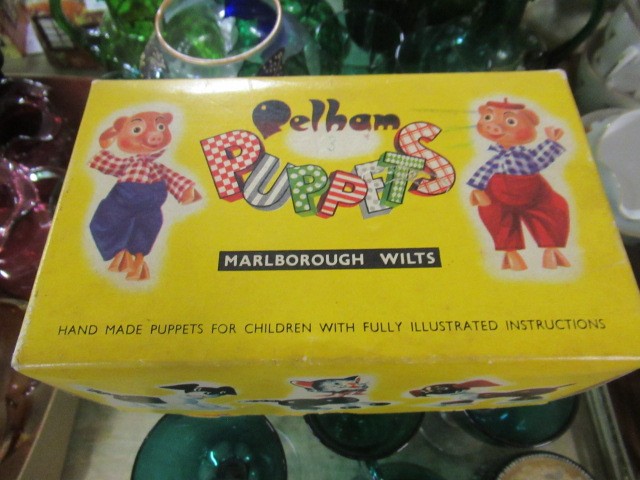 Pelham
PUPPETS
MARLBOROUGH WILTS
HAND MADE PUPPETS FOR CHILDREN WITH FULLY ILLUSTRATED INSTRUCTIONS